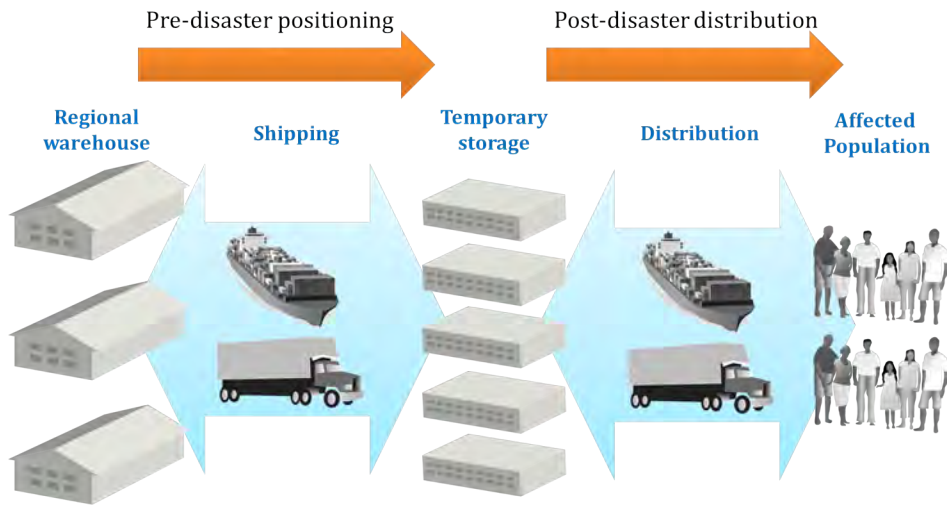 Pre-disaster positioning
Post-disaster distribution
Regional
warehouse
Shipping
Temporary
storage
Distribution
Affected
Population